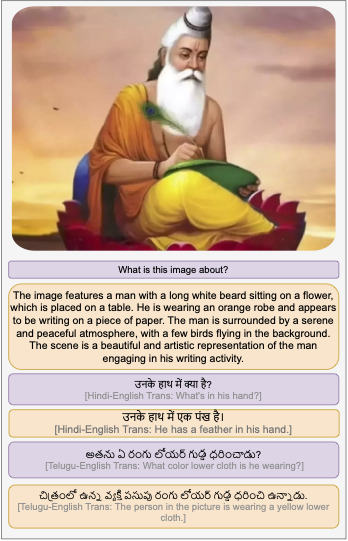 What is this image about?
The image features a man with a long white beard sitting on a flower,
which is placed on a table. He is wearing an orange robe and appears
to be writing on a piece of paper. The man is surrounded by a serene
and peaceful atmosphere, with a few birds flying in the background.
The scene is a beautiful and artistic representation of the man
engaging in his writing activity.
उनके हाथ में क्या है?
[Hindi-English Trans: What's in his hand?]
उनके हाथ में एक पंख है।
[Hindi-English Trans: He has a feather in his hand.]
అతను ఏ రంగు లోయర్ గుడ్డ ధరించాడు?
[Telugu-English Trans: What color lower cloth is he wearing?]
చిత్రంలో ఉన్న వ్యక్తి పసుపు రంగు లోయర్ గుడ్డ ధరించి ఉన్నాడు.
[Telugu-English Trans: The person in the picture is wearing a yellow lower
cloth.]